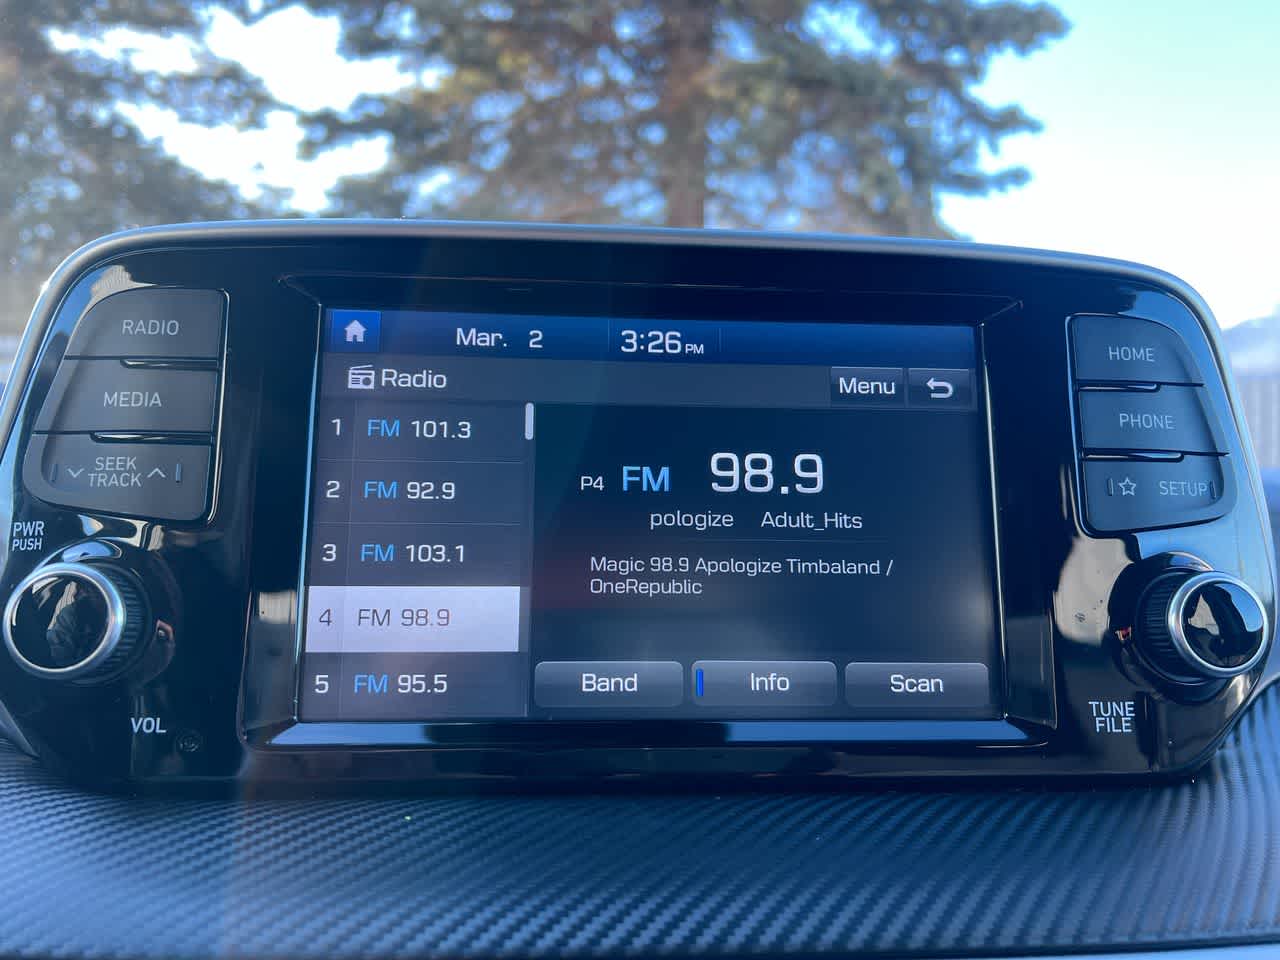 RADIO
MEDIA
SEEK
TRACK
PWR
PUSH
VOL
Mar. 2 3:26 PM
Radio
Menu
1 FM 101.3
2 FM 92.9
3 FM 103.1
4 FM 98.9
5 FM 95.5
P4 FM 98.9
pologize Adult_Hits
Magic 98.9 Apologize Timbaland /
OneRepublic
Band
Info
Scan
HOME
PHONE
SETUP
TUNE
FILE